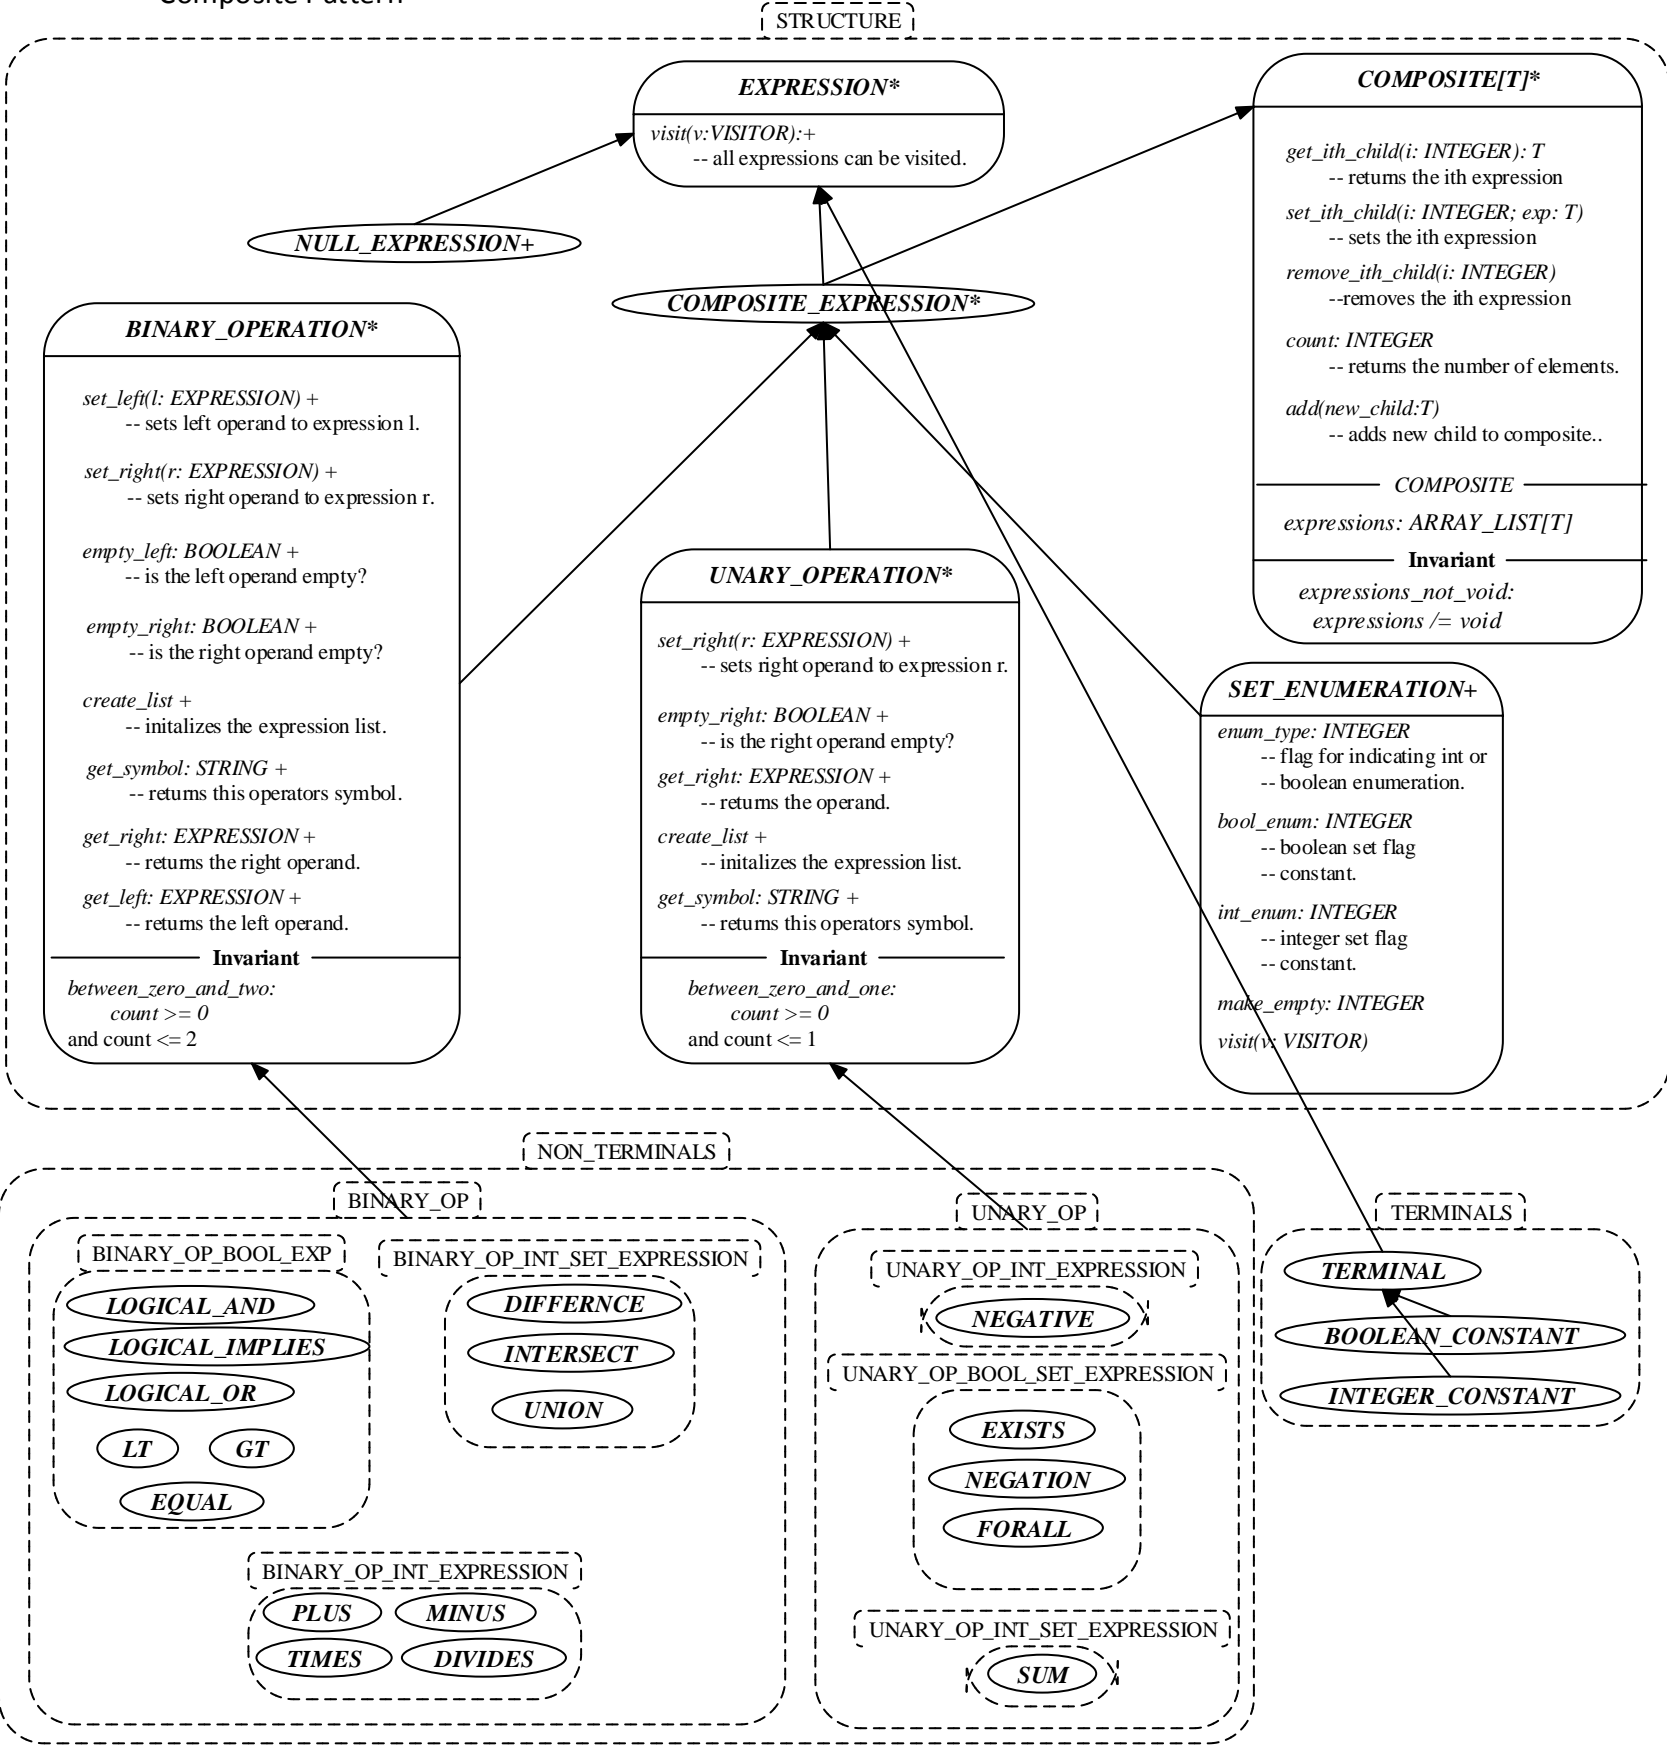 Composite Pattern
STRUCTURE
EXPRESSION*
visit(v:VISITOR):+
-- all expressions can be visited.
COMPOSITE[T]*
get_ith_child(i: INTEGER): T
-- returns the ith expression
set_ith_child(i: INTEGER; exp: T)
-- sets the ith expression
remove_ith_child(i: INTEGER)
--removes the ith expression
count: INTEGER
-- returns the number of elements.
add(new_child:T)
-- adds new child to composite..
COMPOSITE
expressions: ARRAY_LIST[T]
Invariant
expressions_not_void:
expressions /= void
NULL_EXPRESSION+
COMPOSITE_EXPRESSION*
BINARY_OPERATION*
set_left(l: EXPRESSION) +
-- sets left operand to expression l.
set_right(r: EXPRESSION) +
-- sets right operand to expression r.
empty_left: BOOLEAN +
-- is the left operand empty?
empty_right: BOOLEAN +
-- is the right operand empty?
create_list +
-- initalizes the expression list.
get_symbol: STRING +
-- returns this operators symbol.
get_right: EXPRESSION +
-- returns the right operand.
get_left: EXPRESSION +
-- returns the left operand.
Invariant
between_zero_and_two:
count >= 0
and count <= 2
UNARY_OPERATION*
set_right(r: EXPRESSION) +
-- sets right operand to expression r.
empty_right: BOOLEAN +
-- is the right operand empty?
get_right: EXPRESSION +
-- returns the operand.
create_list +
-- initalizes the expression list.
get_symbol: STRING +
-- returns this operators symbol.
Invariant
between_zero_and_one:
count >= 0
and count <= 1
SET_ENUMERATION+
enum_type: INTEGER
-- flag for indicating int or
-- boolean enumeration.
bool_enum: INTEGER
-- boolean set flag
-- constant.
int_enum: INTEGER
-- integer set flag
-- constant.
make_empty: INTEGER
visit(v: VISITOR)
NON_TERMINALS
BINARY_OP
BINARY_OP_BOOL_EXP
LOGICAL_AND
LOGICAL_IMPLIES
LOGICAL_OR
LT
GT
EQUAL
BINARY_OP_INT_SET_EXPRESSION
DIFFERNCE
INTERSECT
UNION
BINARY_OP_INT_EXPRESSION
PLUS
MINUS
TIMES
DIVIDES
UNARY_OP
UNARY_OP_INT_EXPRESSION
NEGATIVE
UNARY_OP_BOOL_SET_EXPRESSION
EXISTS
NEGATION
FORALL
UNARY_OP_INT_SET_EXPRESSION
SUM
TERMINALS
TERMINAL
BOOLEAN_CONSTANT
INTEGER_CONSTANT